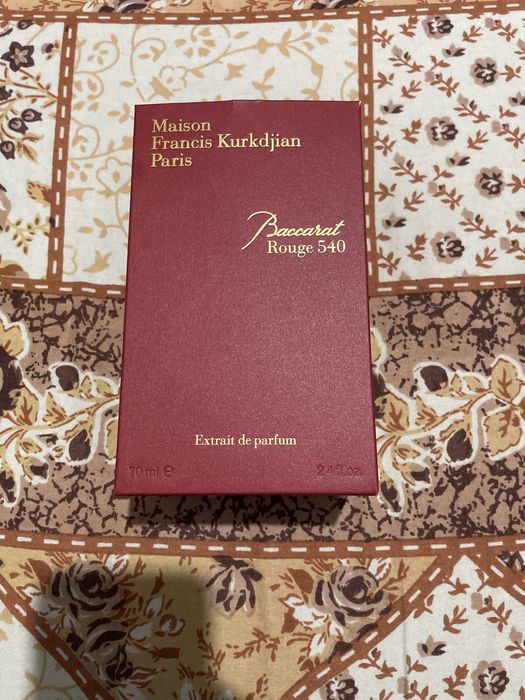 Maison
Francis Kurkdjian
Paris
Baccarat
Rouge 540
Extrait de parfum
70 ml ℮ 2.4 fl.oz